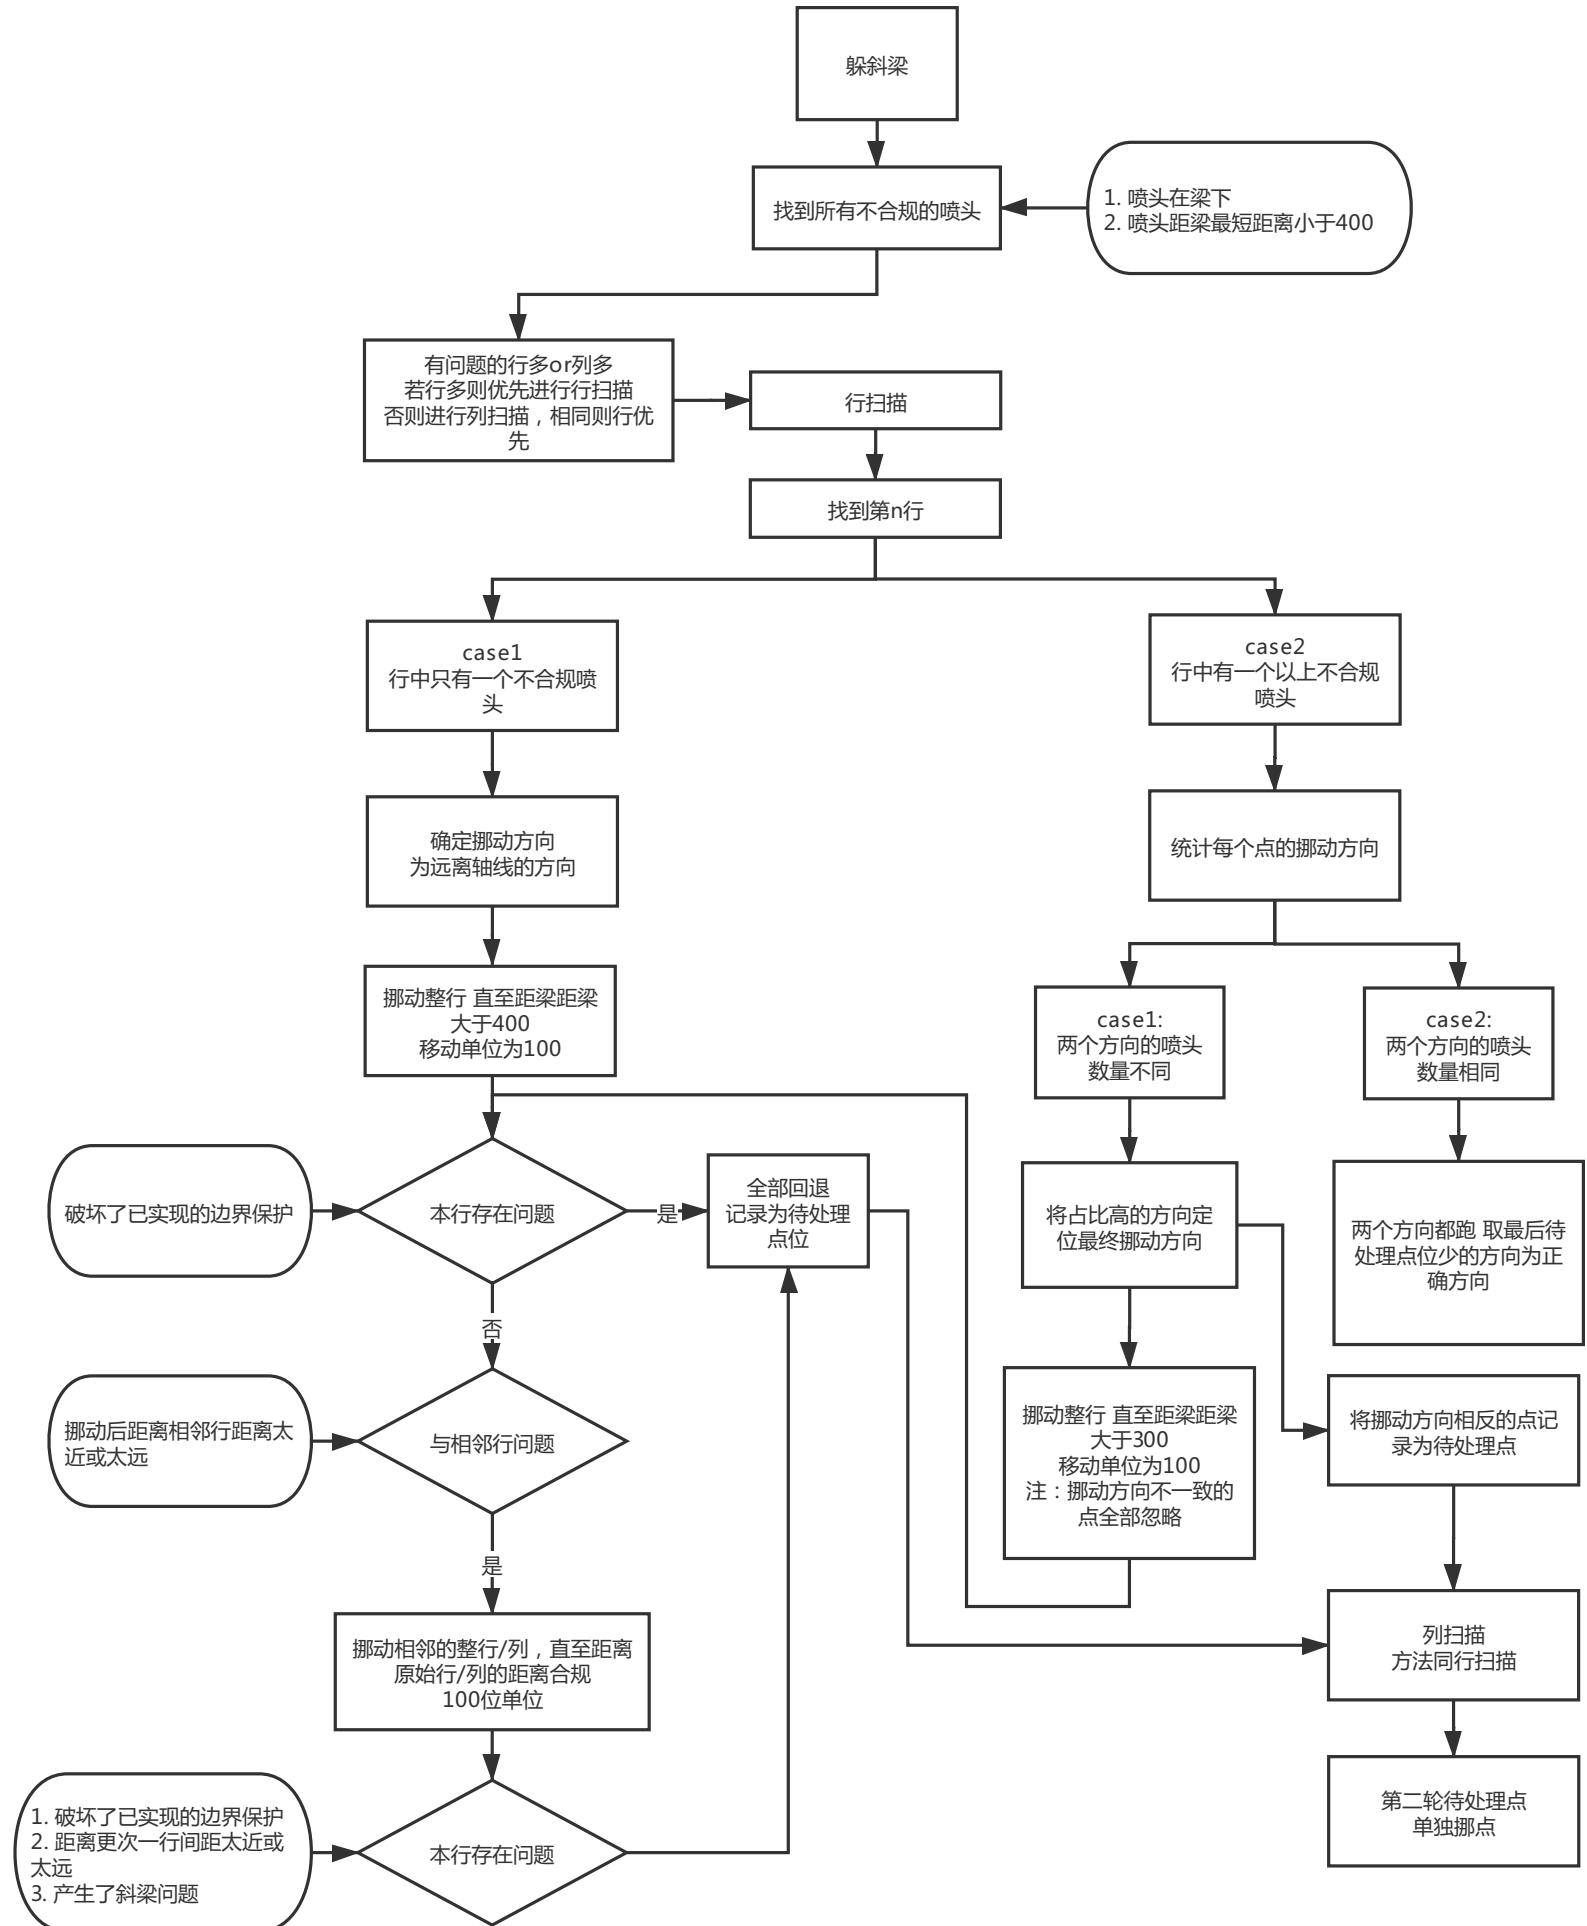 躲斜梁
找到所有不合规的喷头
1. 喷头在梁下
2. 喷头距梁最短距离小于400
有问题的行多or列多
若行多则优先进行行扫描
否则进行列扫描，相同则行优
先
行扫描
找到第n行
case1
行中只有一个不合规喷
头
case2
行中有一个以上不合规
喷头
确定挪动方向
为远离轴线的方向
统计每个点的挪动方向
挪动整行 直至距梁距梁
大于400
移动单位为100
case1:
两个方向的喷头
数量不同
case2:
两个方向的喷头
数量相同
破坏了已实现的边界保护
本行存在问题
是
全部回退
记录为待处理
点位
将占比高的方向定
位最终挪动方向
两个方向都跑 取最后待
处理点位少的方向为正
确方向
否
挪动后距离相邻行距离太
近或太远
与相邻行问题
挪动整行 直至距梁距梁
大于300
移动单位为100
注：挪动方向不一致的
点全部忽略
将挪动方向相反的点记
录为待处理点
是
挪动相邻的整行/列，直至距离
原始行/列的距离合规
100位单位
列扫描
方法同行扫描
1. 破坏了已实现的边界保护
2. 距离更次一行间距太近或
太远
3. 产生了斜梁问题
本行存在问题
第二轮待处理点
单独挪点